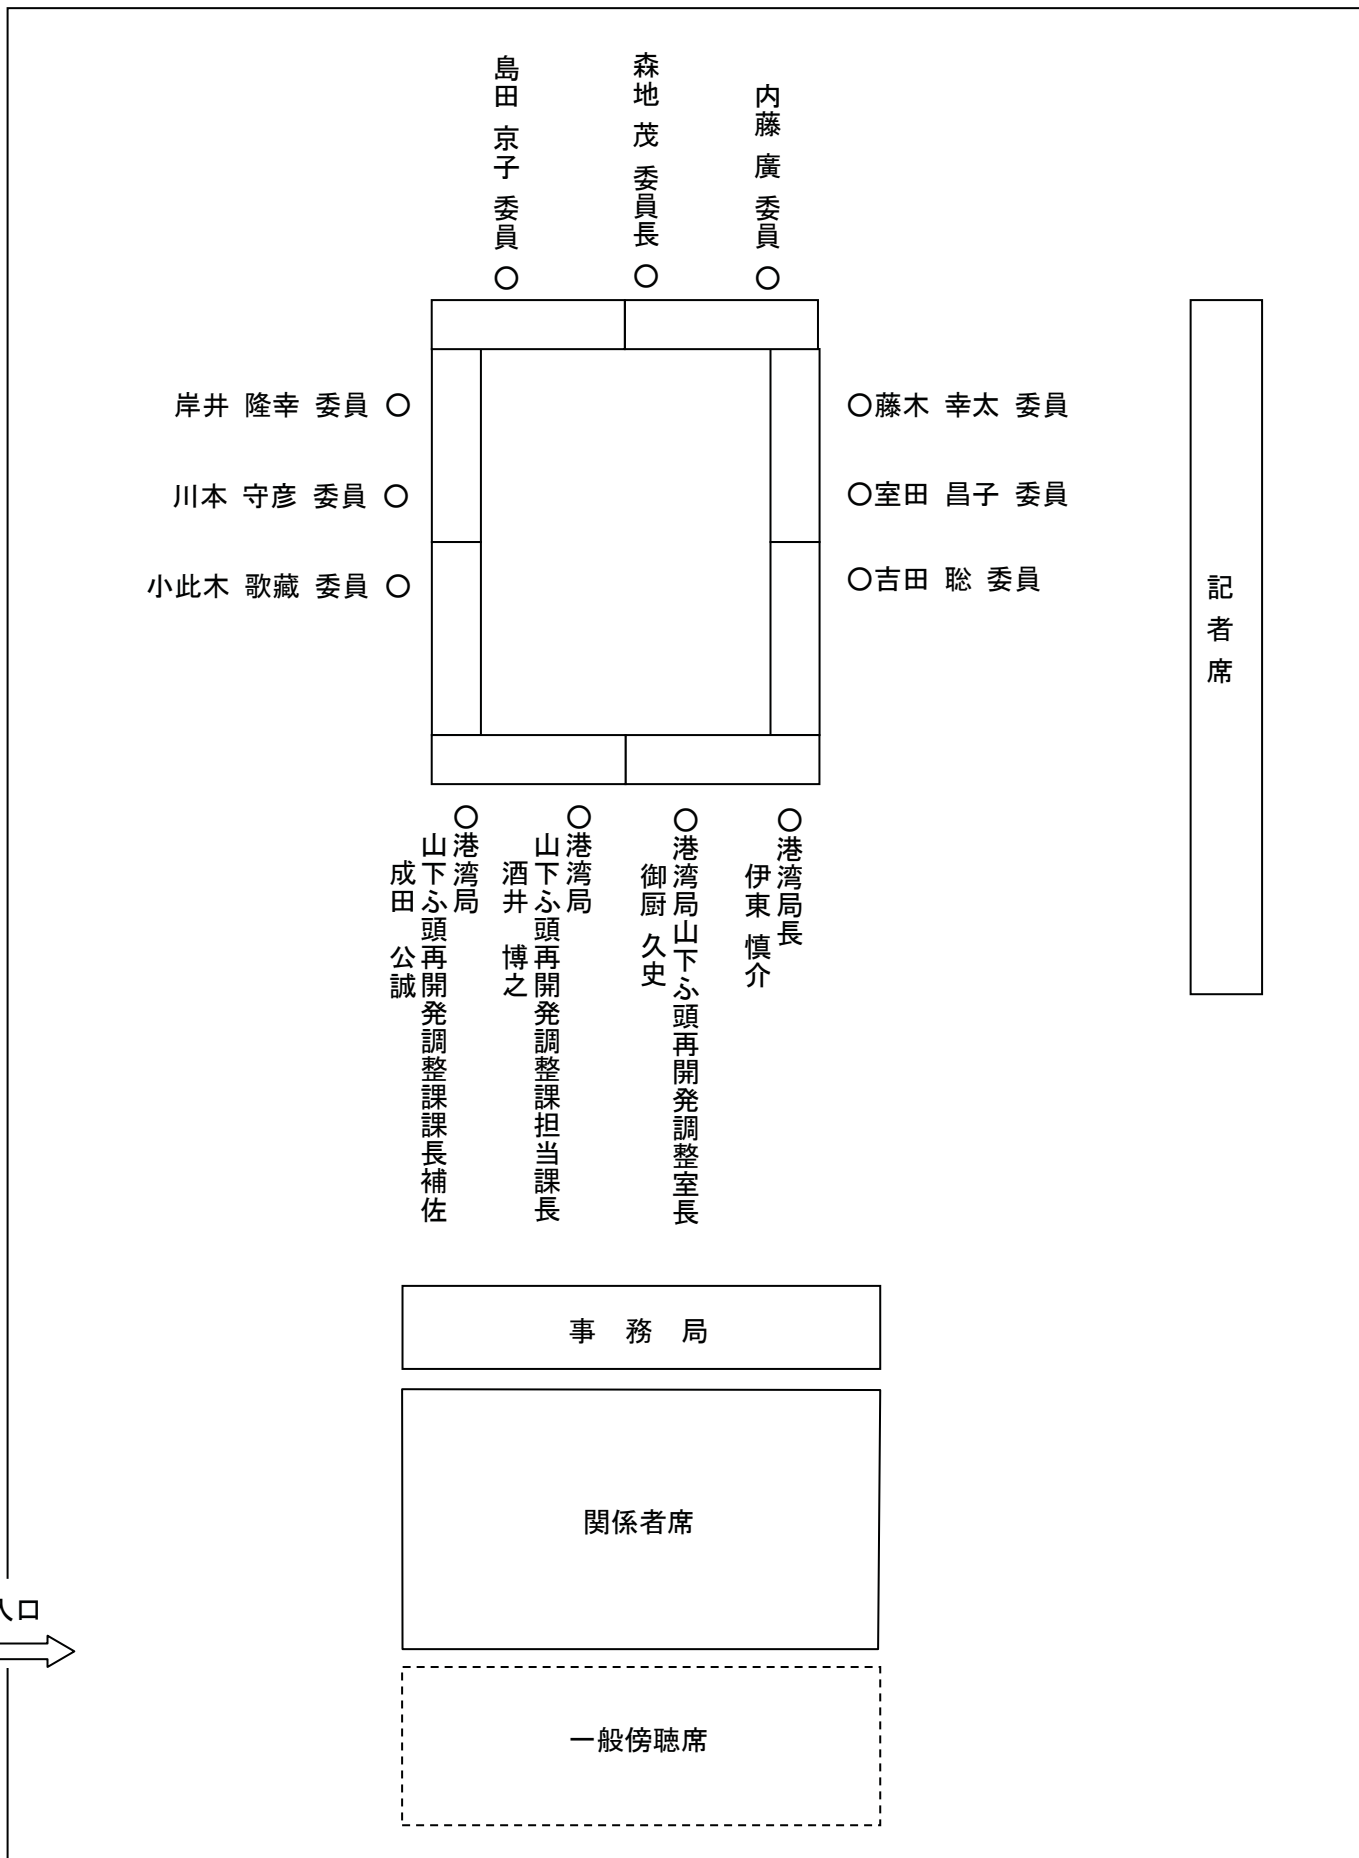 島田 京子 委員 ○
森地 茂 委員長 ○
内藤 廣 委員 ○
岸井 隆幸 委員 ○
川本 守彦 委員 ○
小此木 歌藏 委員 ○
○藤木 幸太 委員
○室田 昌子 委員
○吉田 聡 委員
記者席
○港湾局長
伊東 慎介
○港湾局山下ふ頭再開発調整室長
御厨 久史
○港湾局
山下ふ頭再開発調整課担当課長
酒井 博之
○港湾局
山下ふ頭再開発調整課課長補佐
成田 公誠
事 務 局
関係者席
入口
一般傍聴席